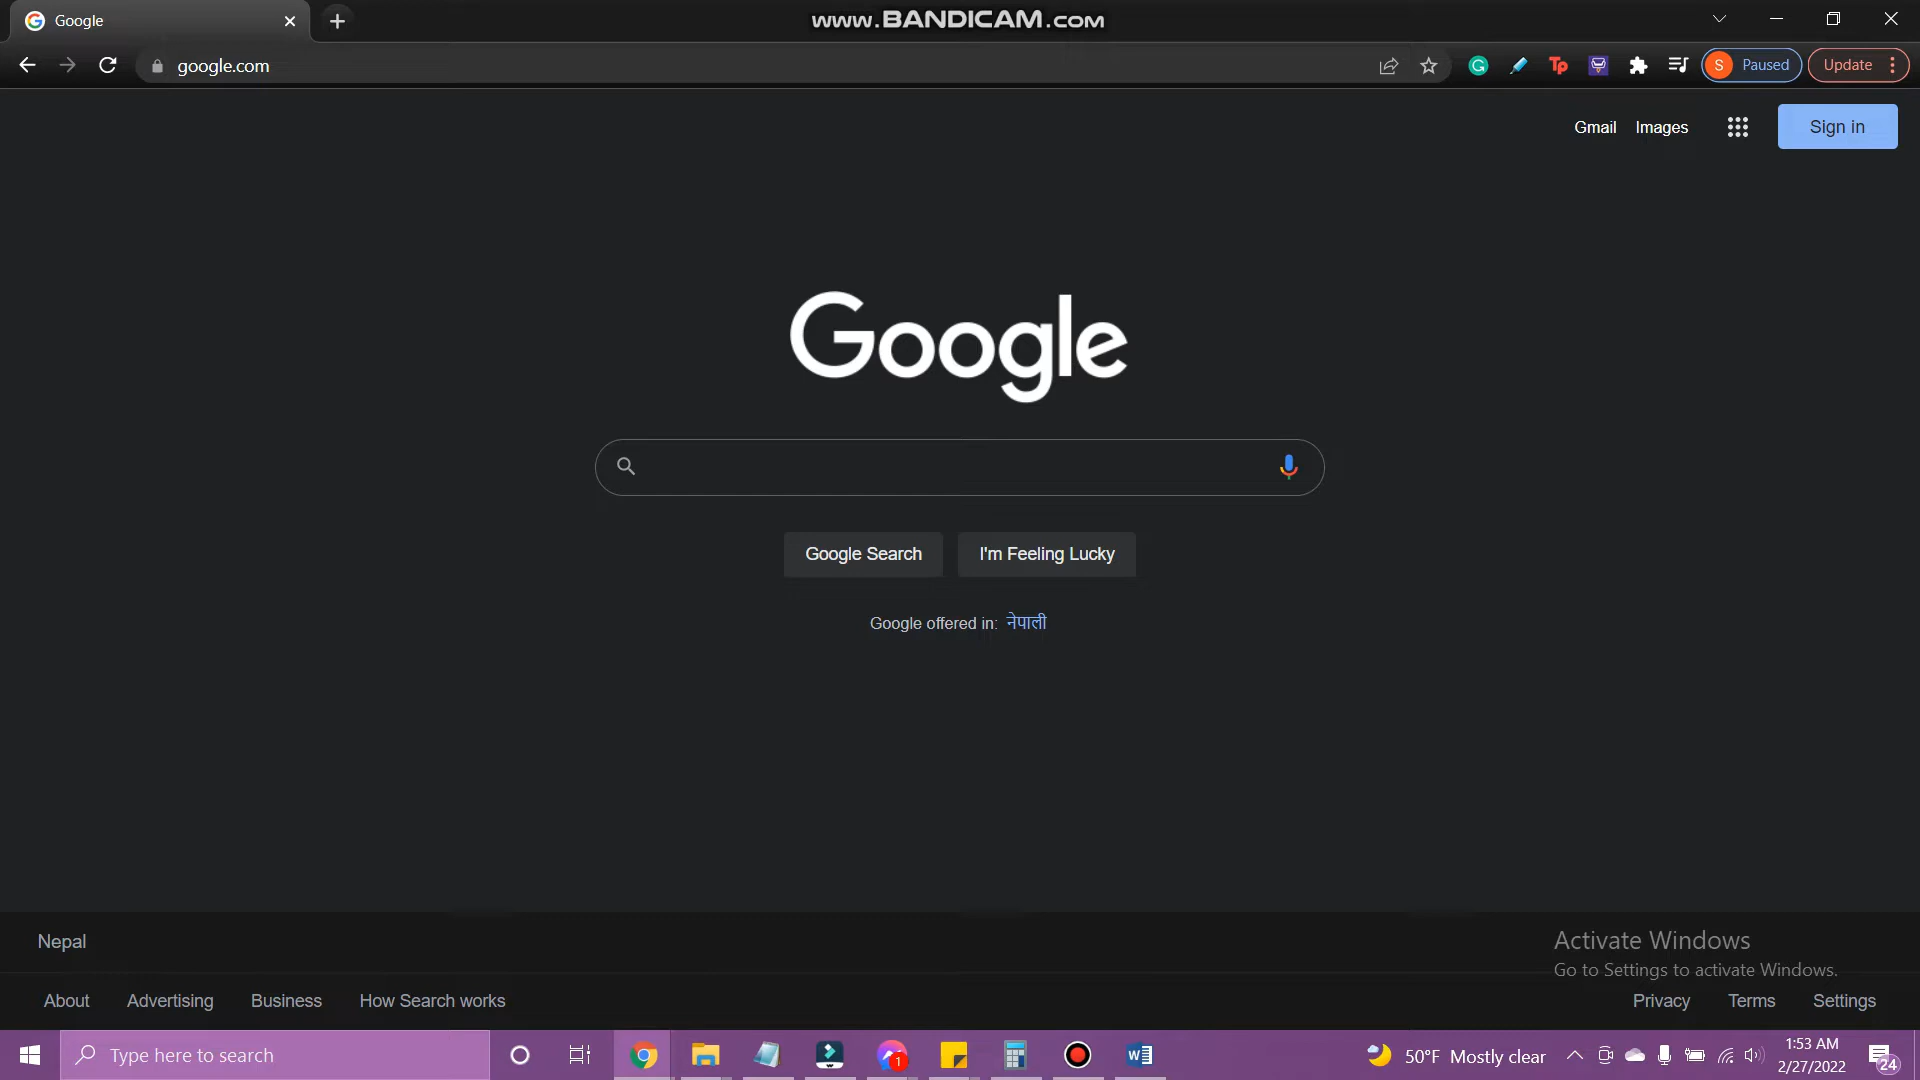 Google
www.BANDICAM.com
google.com
Tp
S Paused
Update
Gmail Images
Sign in
Google
Google Search
I'm Feeling Lucky
Google offered in: नेपाली
Nepal
Activate Windows
Go to Settings to activate Windows.
About Advertising Business How Search works
Privacy Terms Settings
Type here to search
1
W
50°F Mostly clear
1:53 AM
2/27/2022
24